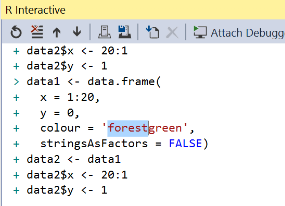 R Interactive
Attach Debugg
+ data2$x <- 20:1
+ data2$y <- 1
> data1 <- data.frame(
+   x = 1:20,
+   y = 0,
+   colour = 'forestgreen',
+   stringsAsFactors = FALSE)
+ data2 <- data1
+ data2$x <- 20:1
+ data2$y <- 1